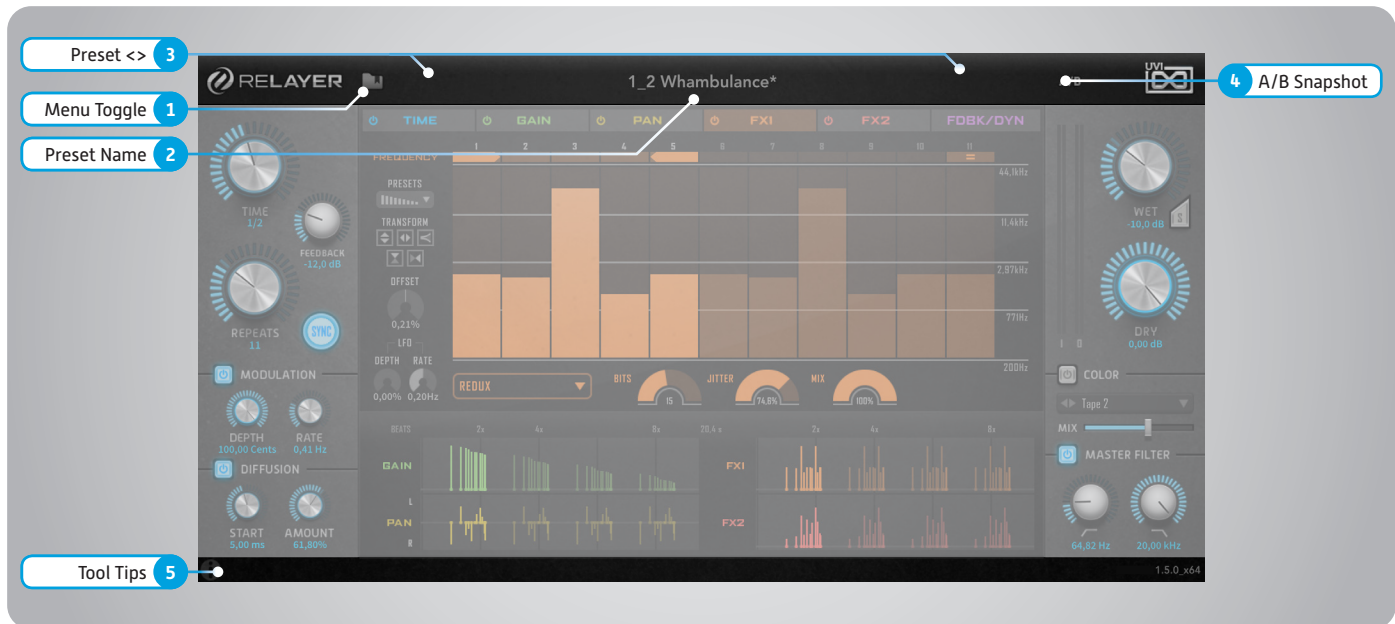 Preset <> 3
Menu Toggle 1
Preset Name 2
4 A/B Snapshot
Tool Tips 5
RELAYER
1_2 Whambulance*
UVI
TIME GAIN PAN FX1 FX2 FDBK/DYN
FREQUENCY
1 2 3 4 5 6 7 8 9 10 11
44,1kHz
11.4kHz
2,97kHz
771Hz
200Hz
PRESETS
TRANSFORM
OFFSET
0,21%
LFO
DEPTH RATE
0,00% 0,20Hz
TIME
1/2
FEEDBACK
-12,0 dB
REPEATS
11
SYNC
MODULATION
DEPTH
100,00 Cents
RATE
0,41 Hz
DIFFUSION
START
5,00 ms
AMOUNT
61,80%
REDUX
BITS
15
JITTER
74,8%
MIX
100%
BEATS 2x 4x 8x 20.4 s 2x 4x 8x
GAIN
FX1
L
PAN
R
FX2
WET
-10,0 dB
S
DRY
0,00 dB
I O
COLOR
Tape 2
MIX
MASTER FILTER
64,82 Hz
20,00 kHz
1.5.0_x64